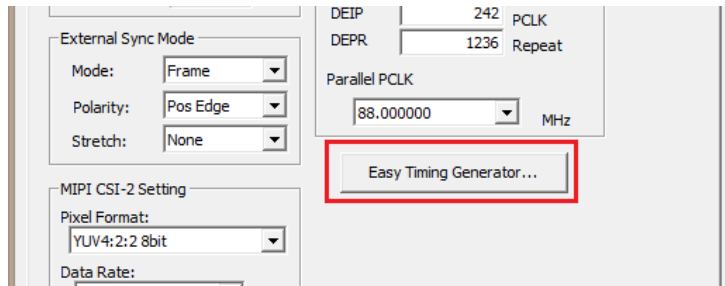 External Sync Mode
Mode: Frame
Polarity: Pos Edge
Stretch: None
MIPI CSI-2 Setting
Pixel Format:
YUV4:2:2 8bit
Data Rate:
DEIP 242 PCLK
DEPR 1236 Repeat
Parallel PCLK
88.000000 MHz
Easy Timing Generator...